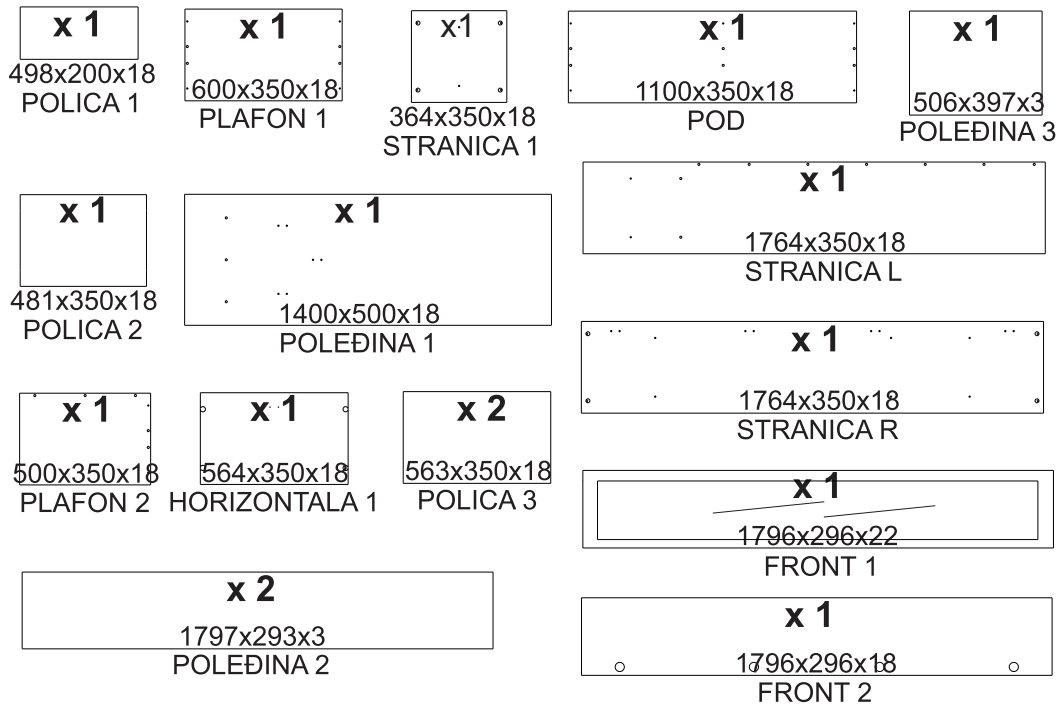 x 1
498x200x18
POLICA 1
x 1
600x350x18
PLAFON 1
x1
364x350x18
STRANICA 1
x 1
1100x350x18
POD
x 1
506x397x3
POLEĐINA 3
x 1
481x350x18
POLICA 2
x 1
1400x500x18
POLEĐINA 1
x 1
1764x350x18
STRANICA L
x 1
1764x350x18
STRANICA R
x 1
500x350x18
PLAFON 2
x 1
564x350x18
HORIZONTALA 1
x 2
563x350x18
POLICA 3
x 1
1796x296x22
FRONT 1
x 2
1797x293x3
POLEĐINA 2
x 1
1796x296x18
FRONT 2